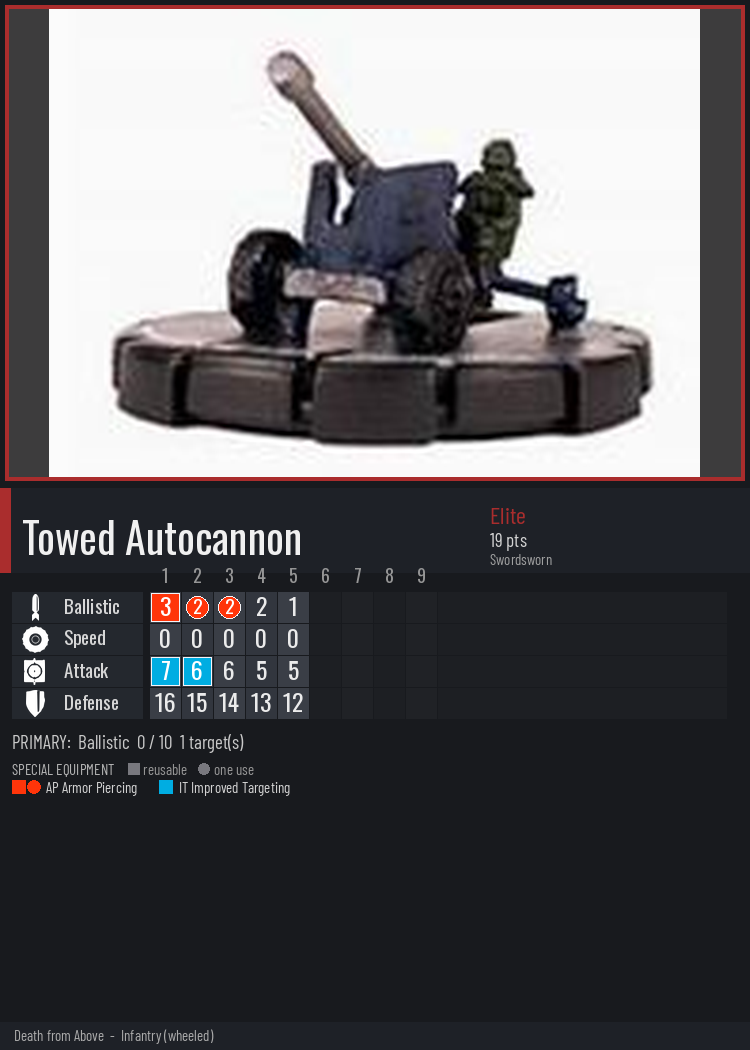 Towed Autocannon
Elite
19 pts
Swordsworn
1 2 3 4 5 6 7 8 9
Ballistic 3 2 2 2 1
Speed 0 0 0 0 0
Attack 7 6 6 5 5
Defense 16 15 14 13 12
PRIMARY: Ballistic 0 / 10 1 target(s)
SPECIAL EQUIPMENT reusable one use
AP Armor Piercing IT Improved Targeting
Death from Above - Infantry (wheeled)